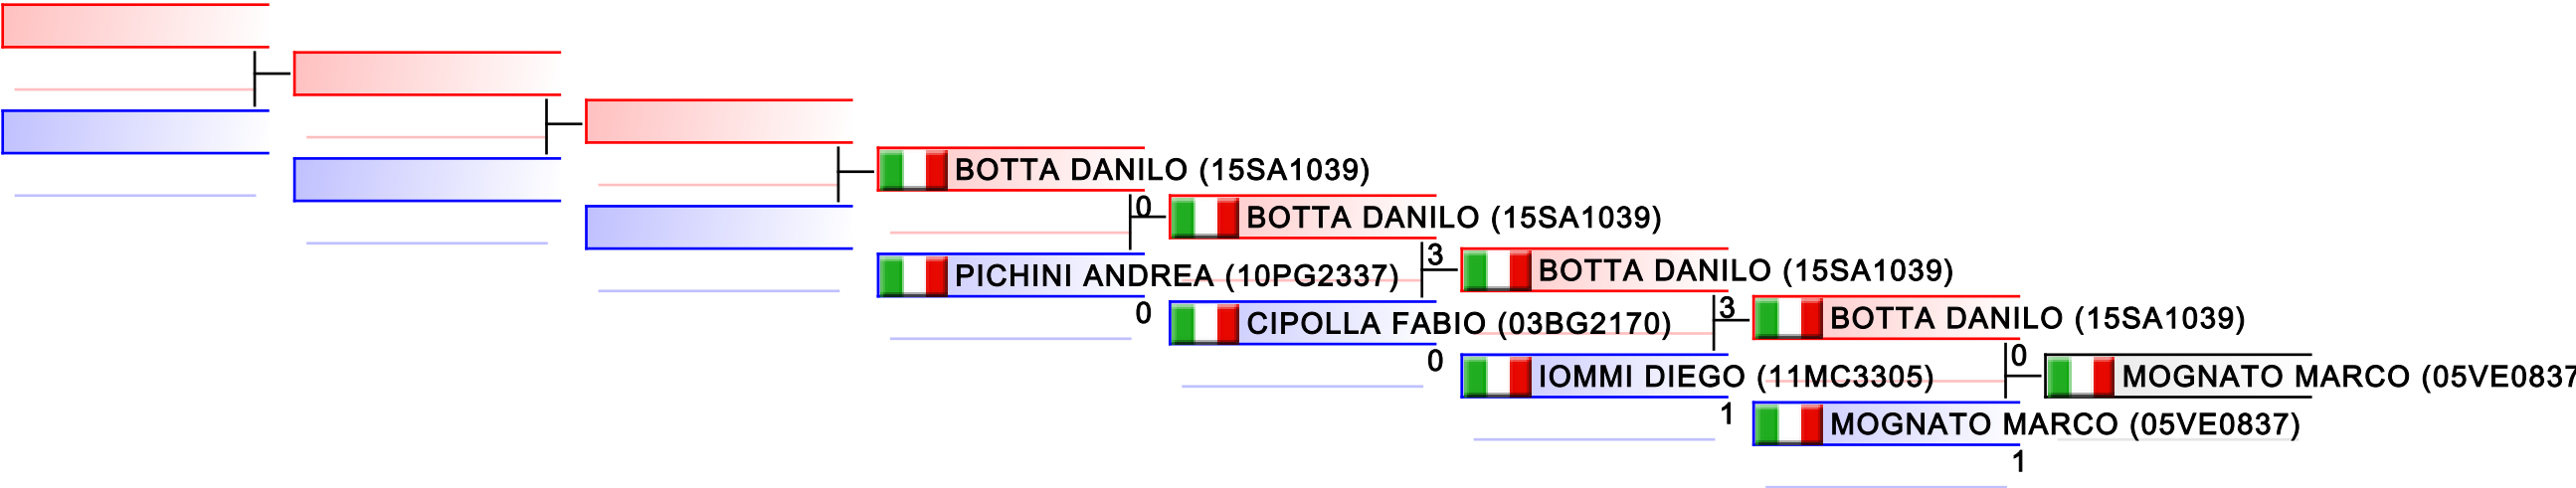 BOTTA DANILO (15SA1039)
0
BOTTA DANILO (15SA1039)
3
PICHINI ANDREA (10PG2337)
0
BOTTA DANILO (15SA1039)
3
CIPOLLA FABIO (03BG2170)
0
BOTTA DANILO (15SA1039)
0
IOMMI DIEGO (11MC3305)
1
MOGNATO MARCO (05VE0837
MOGNATO MARCO (05VE0837)
1